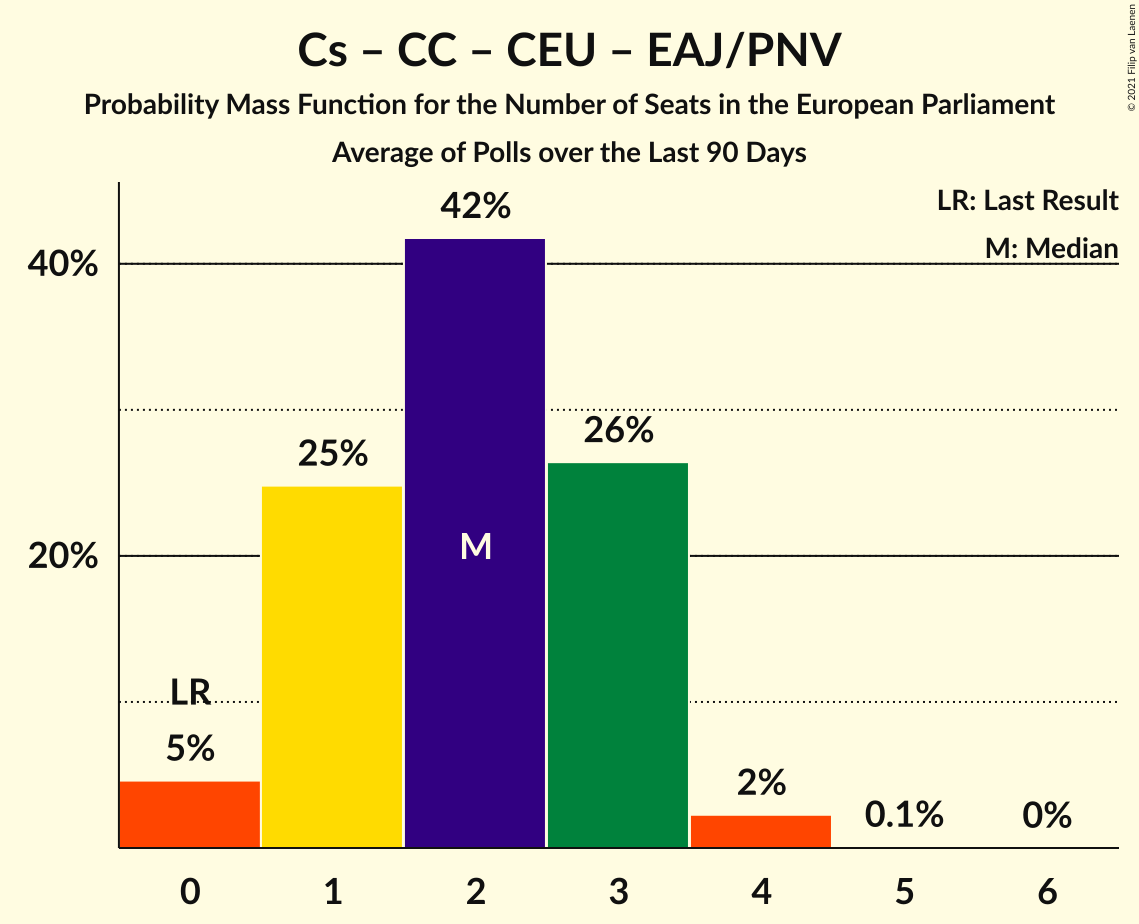 Cs – CC – CEU – EAJ/PNV
Probability Mass Function for the Number of Seats in the European Parliament
Average of Polls over the Last 90 Days
© 2021 Filip van Laenen
LR: Last Result
M: Median
42%
40%
26%
25%
20%
M
LR
5%
2%
0.1%
0%
0 1 2 3 4 5 6